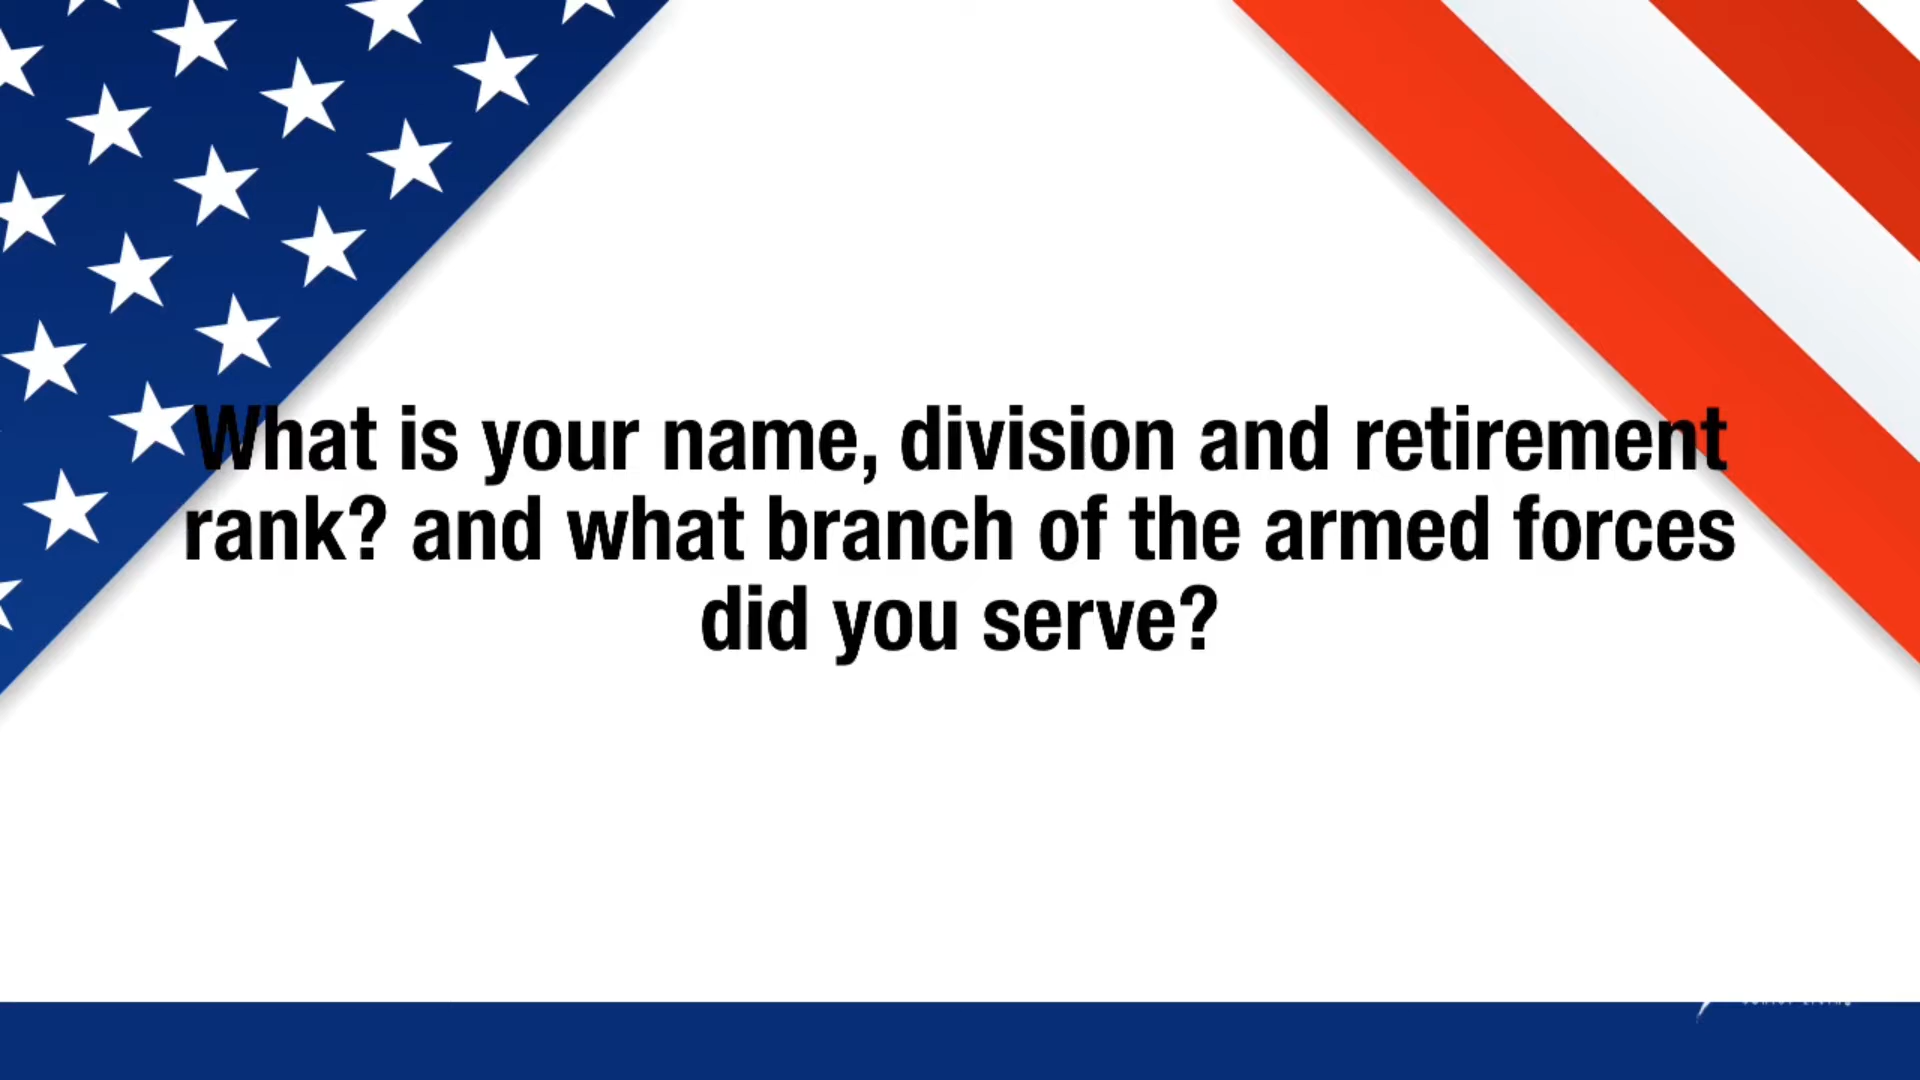 What is your name, division and retirement
rank? and what branch of the armed forces
did you serve?